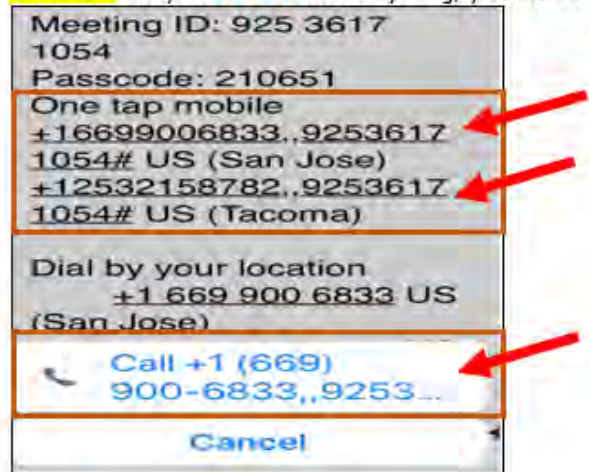 Meeting ID: 925 3617
1054
Passcode: 210651
One tap mobile
+16699006833,,9253617
1054# US (San Jose)
+12532158782,,9253617
1054# US (Tacoma)
Dial by your location
+1 669 900 6833 US
(San Jose)
Call +1 (669)
900-6833,,9253...
Cancel